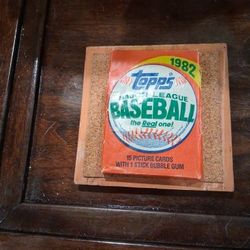 1982
Topps
MAJOR LEAGUE
BASEBALL
the Real one!
15 PICTURE CARDS
WITH 1 STICK BUBBLE GUM